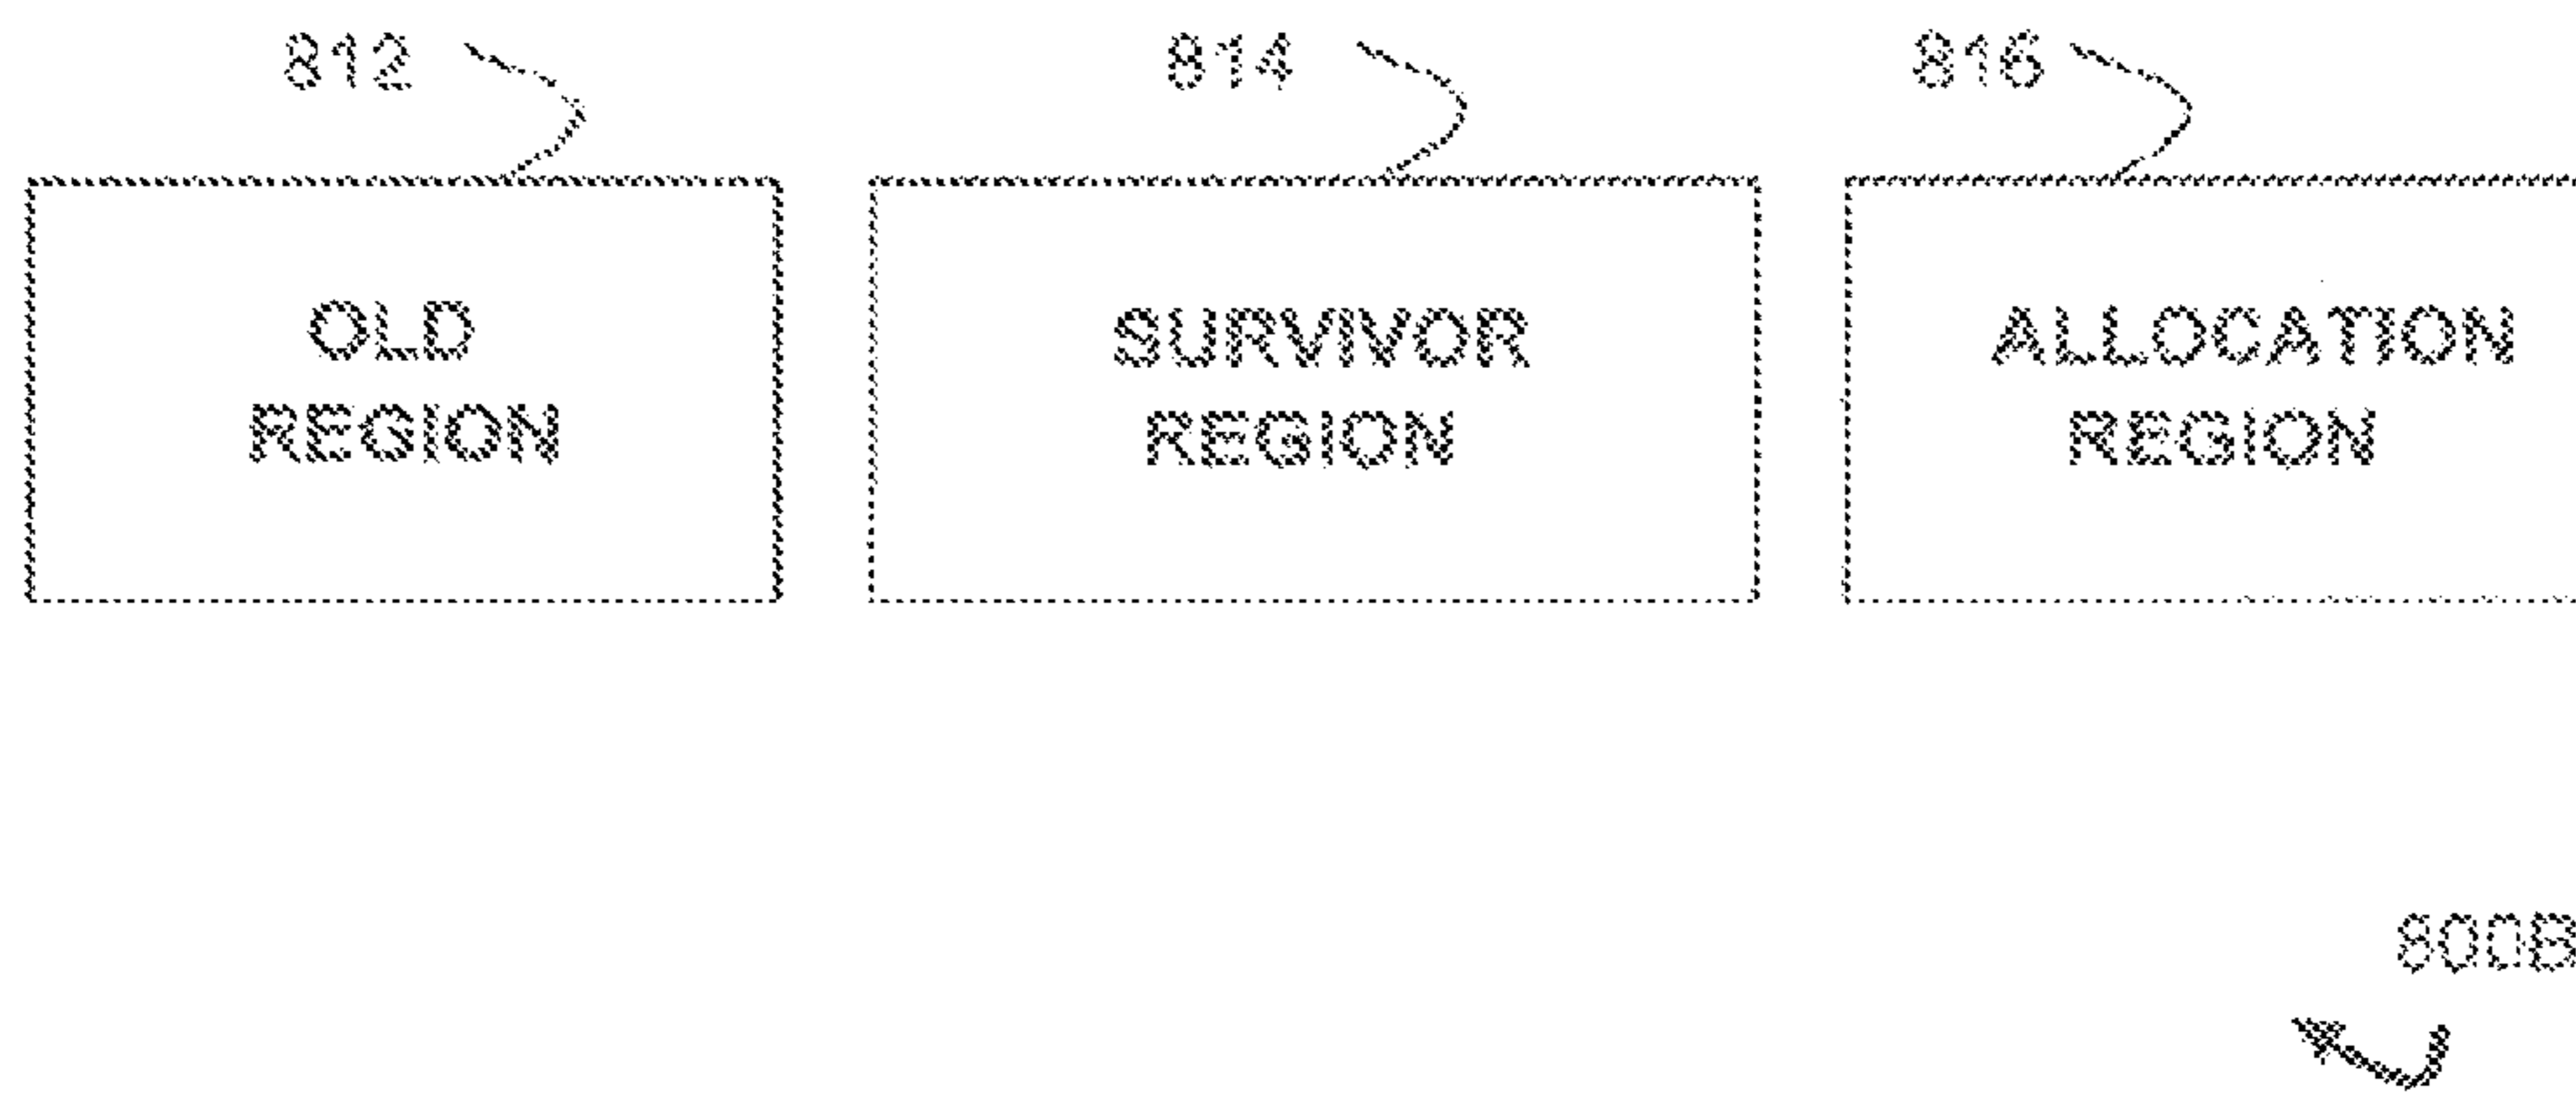 812
814
816
OLD
REGION
SURVIVOR
REGION
ALLOCATION
REGION
800B